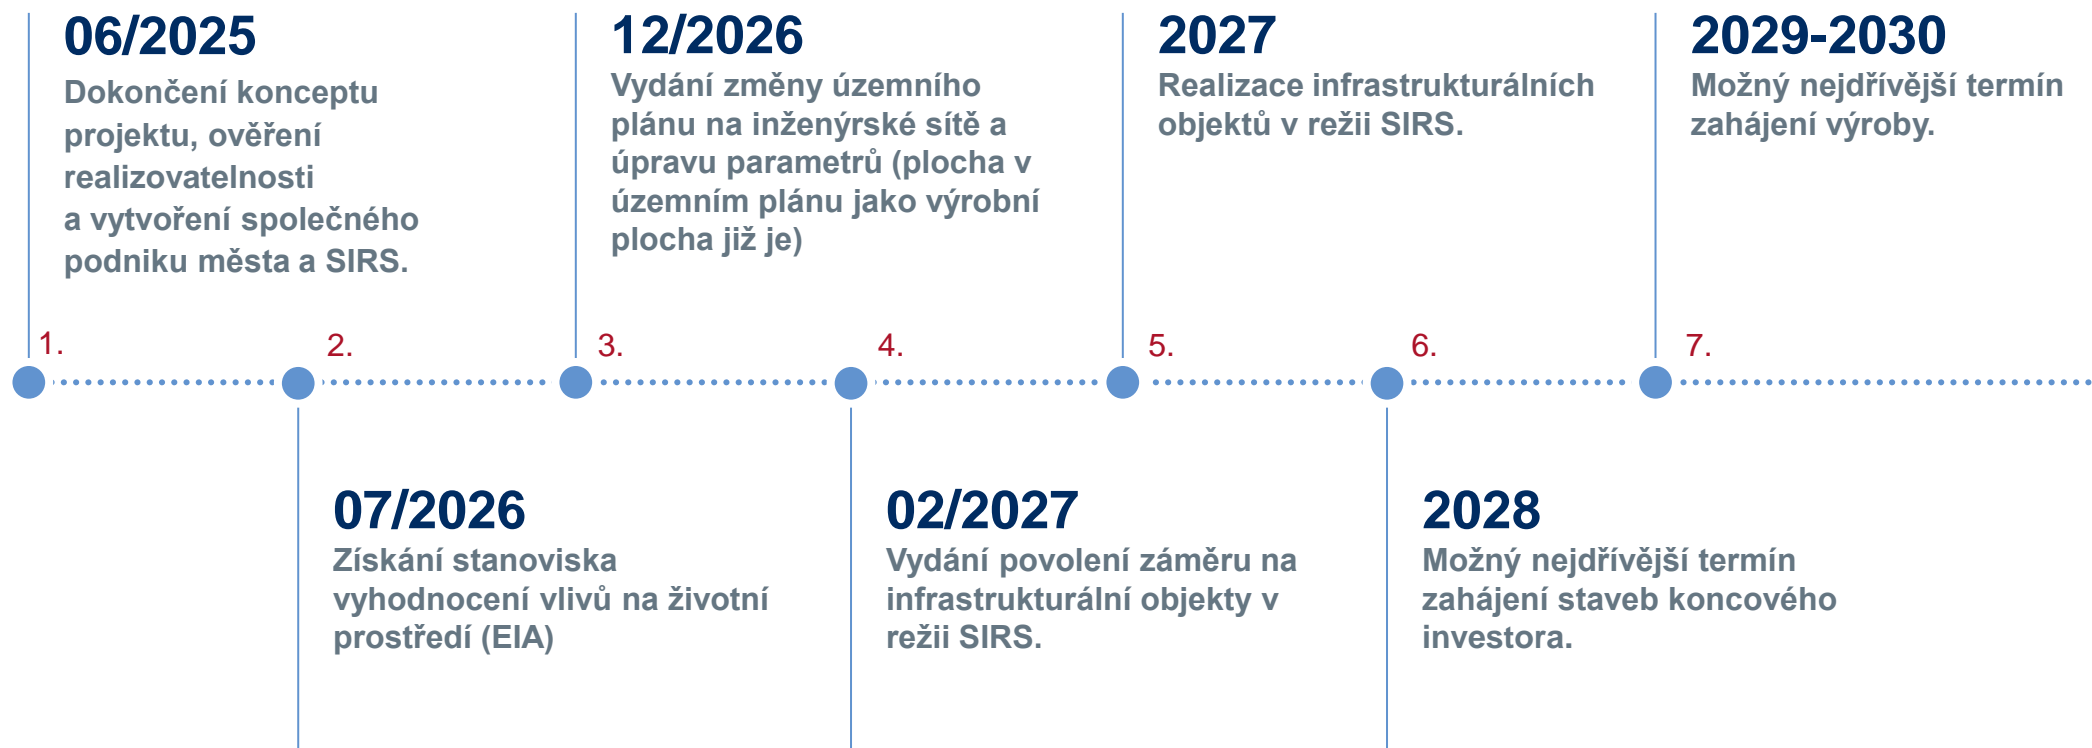 06/2025
Dokončení konceptu
projektu, ověření
realizovatelnosti
a vytvoření společného
podniku města a SIRS.
12/2026
Vydání změny územního
plánu na inženýrské sítě a
úpravu parametrů (plocha v
územním plánu jako výrobní
plocha již je)
2027
Realizace infrastrukturálních
objektů v režii SIRS.
2029-2030
Možný nejdřívější termín
zahájení výroby.
1.
2.
3.
4.
5.
6.
7.
07/2026
Získání stanoviska
vyhodnocení vlivů na životní
prostředí (EIA)
02/2027
Vydání povolení záměru na
infrastrukturální objekty v
režii SIRS.
2028
Možný nejdřívější termín
zahájení staveb koncového
investora.